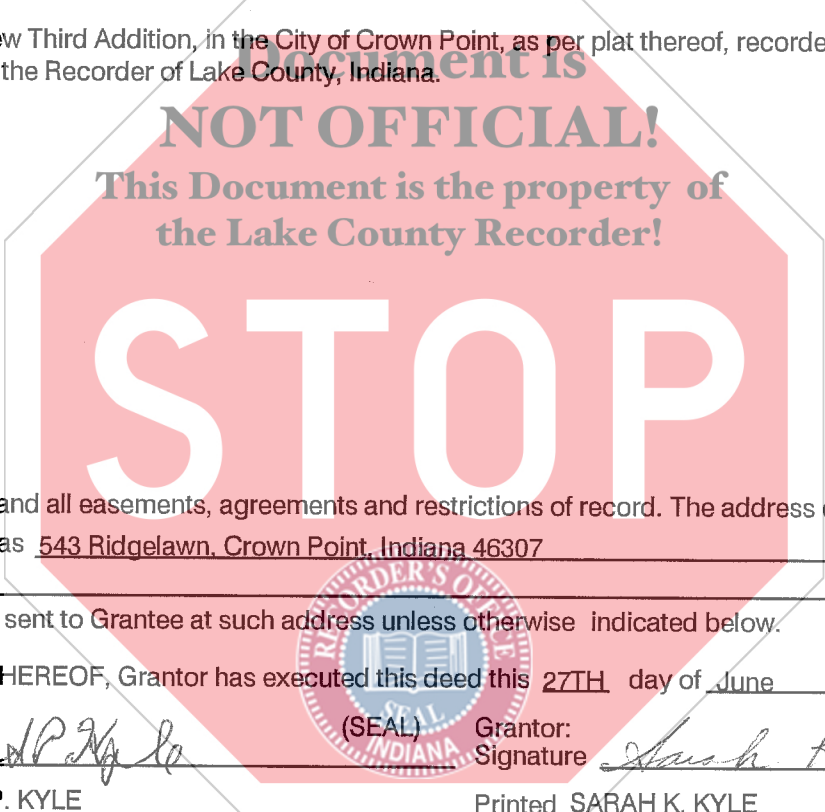 w Third Addition, in the City of Crown Point, as per plat thereof, recorde
the Recorder of Lake County, Indiana.
Document is
NOT OFFICIAL!
This Document is the property of
the Lake County Recorder!
STOP
and all easements, agreements and restrictions of record. The address
as 543 Ridgelawn, Crown Point, Indiana 46307
sent to Grantee at such address unless otherwise indicated below.
HEREOF, Grantor has executed this deed this 27TH day of June
(SEAL) Grantor:
Signature Sarah
P. KYLE Printed SARAH K. KYLE
RECORDER'S OFFICE
SEAL
INDIANA